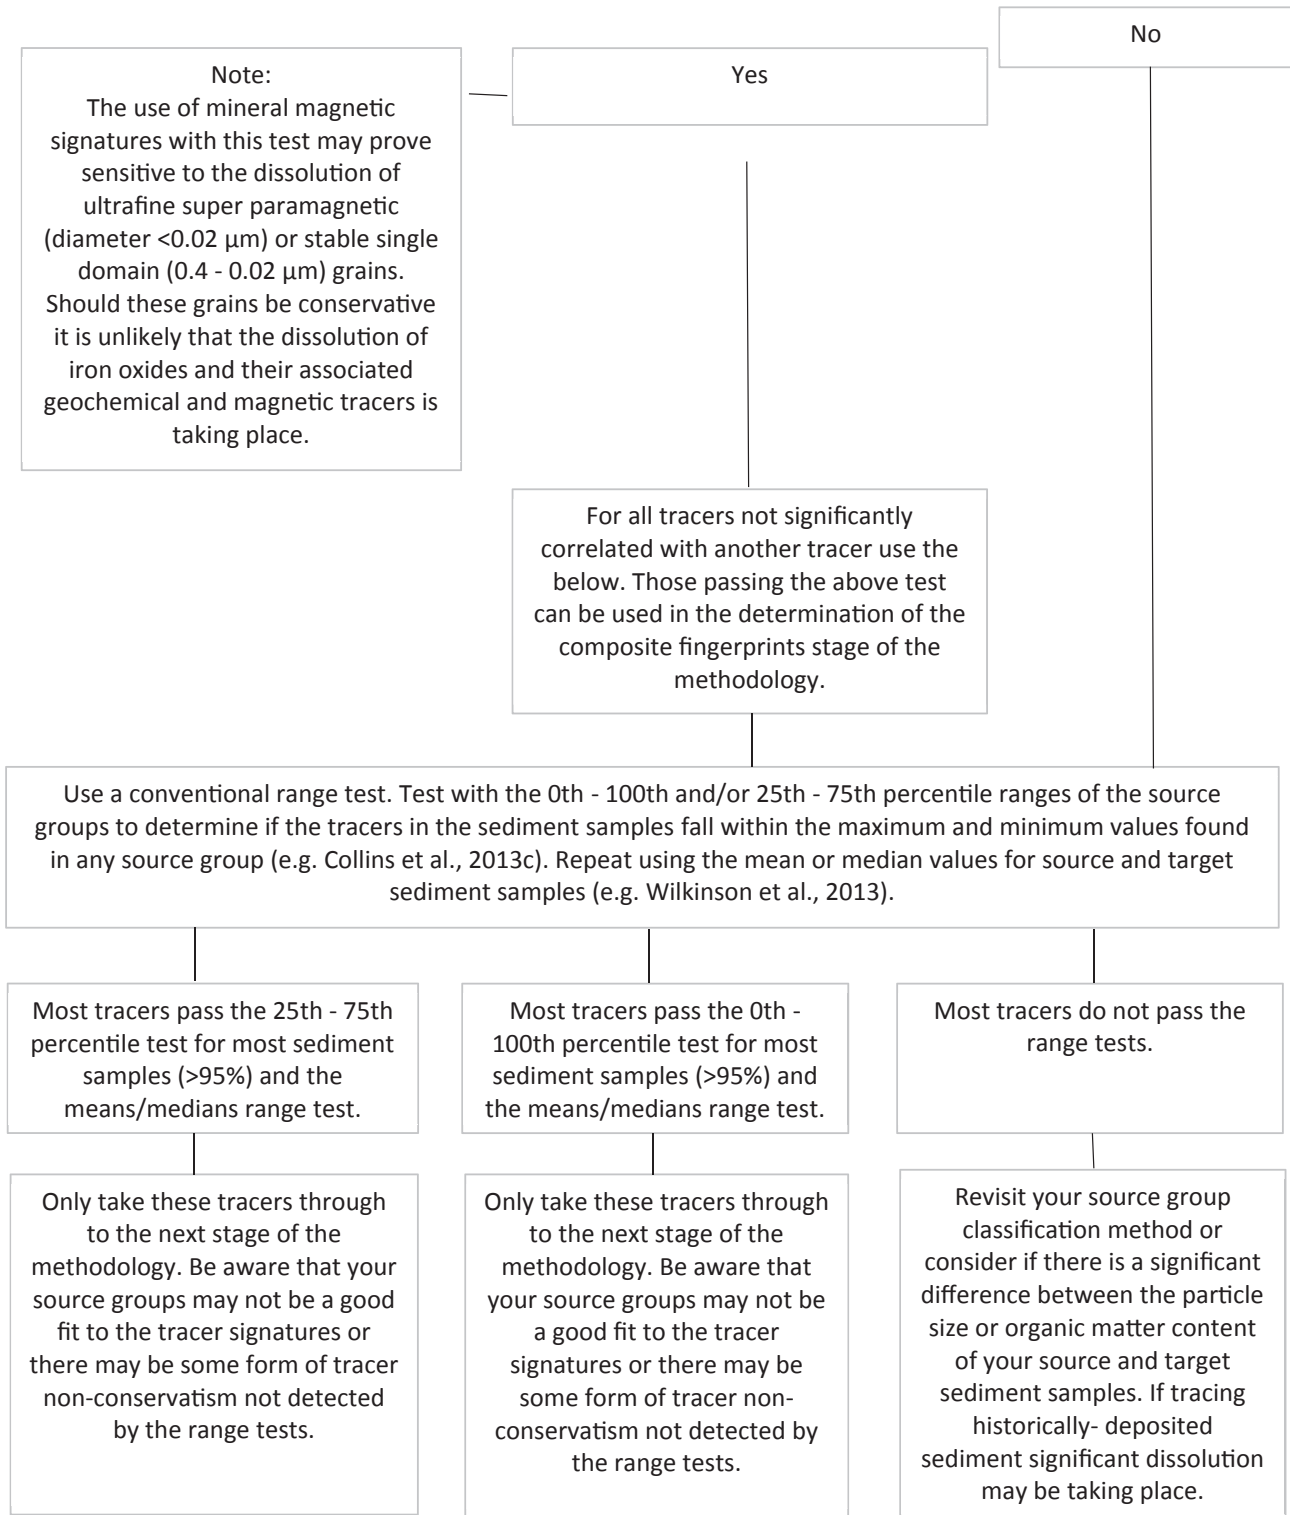 No
Yes
Note:
The use of mineral magnetic
signatures with this test may prove
sensitive to the dissolution of
ultrafine super paramagnetic
(diameter <0.02 µm) or stable single
domain (0.4 - 0.02 µm) grains.
Should these grains be conservative
it is unlikely that the dissolution of
iron oxides and their associated
geochemical and magnetic tracers is
taking place.
For all tracers not significantly
correlated with another tracer use the
below. Those passing the above test
can be used in the determination of the
composite fingerprints stage of the
methodology.
Use a conventional range test. Test with the 0th - 100th and/or 25th - 75th percentile ranges of the source
groups to determine if the tracers in the sediment samples fall within the maximum and minimum values found
in any source group (e.g. Collins et al., 2013c). Repeat using the mean or median values for source and target
sediment samples (e.g. Wilkinson et al., 2013).
Most tracers pass the 25th - 75th
percentile test for most sediment
samples (>95%) and the
means/medians range test.
Most tracers pass the 0th -
100th percentile test for most
sediment samples (>95%) and
the means/medians range test.
Most tracers do not pass the
range tests.
Only take these tracers through
to the next stage of the
methodology. Be aware that your
source groups may not be a good
fit to the tracer signatures or
there may be some form of tracer
non-conservatism not detected
by the range tests.
Only take these tracers through
to the next stage of the
methodology. Be aware that
your source groups may not be
a good fit to the tracer
signatures or there may be
some form of tracer non-
conservatism not detected by
the range tests.
Revisit your source group
classification method or
consider if there is a significant
difference between the particle
size or organic matter content
of your source and target
sediment samples. If tracing
historically- deposited
sediment significant dissolution
may be taking place.